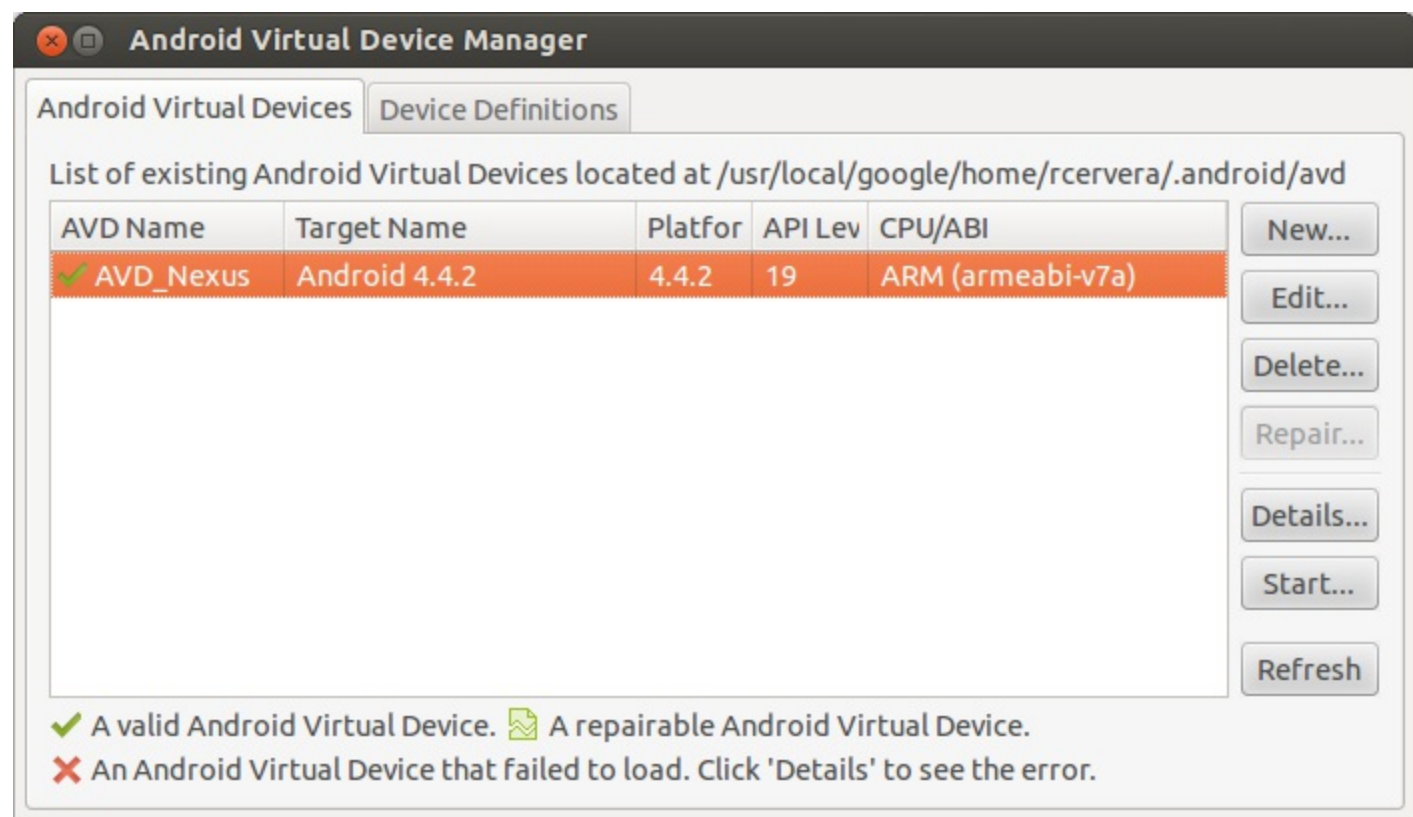 Android Virtual Device Manager
Android Virtual Devices Device Definitions
List of existing Android Virtual Devices located at /usr/local/google/home/rcervera/.android/avd
AVD Name Target Name Platfor API Lev CPU/ABI
AVD_Nexus Android 4.4.2 4.4.2 19 ARM (armeabi-v7a)
New...
Edit...
Delete...
Repair...
Details...
Start...
Refresh
A valid Android Virtual Device. A repairable Android Virtual Device.
An Android Virtual Device that failed to load. Click 'Details' to see the error.